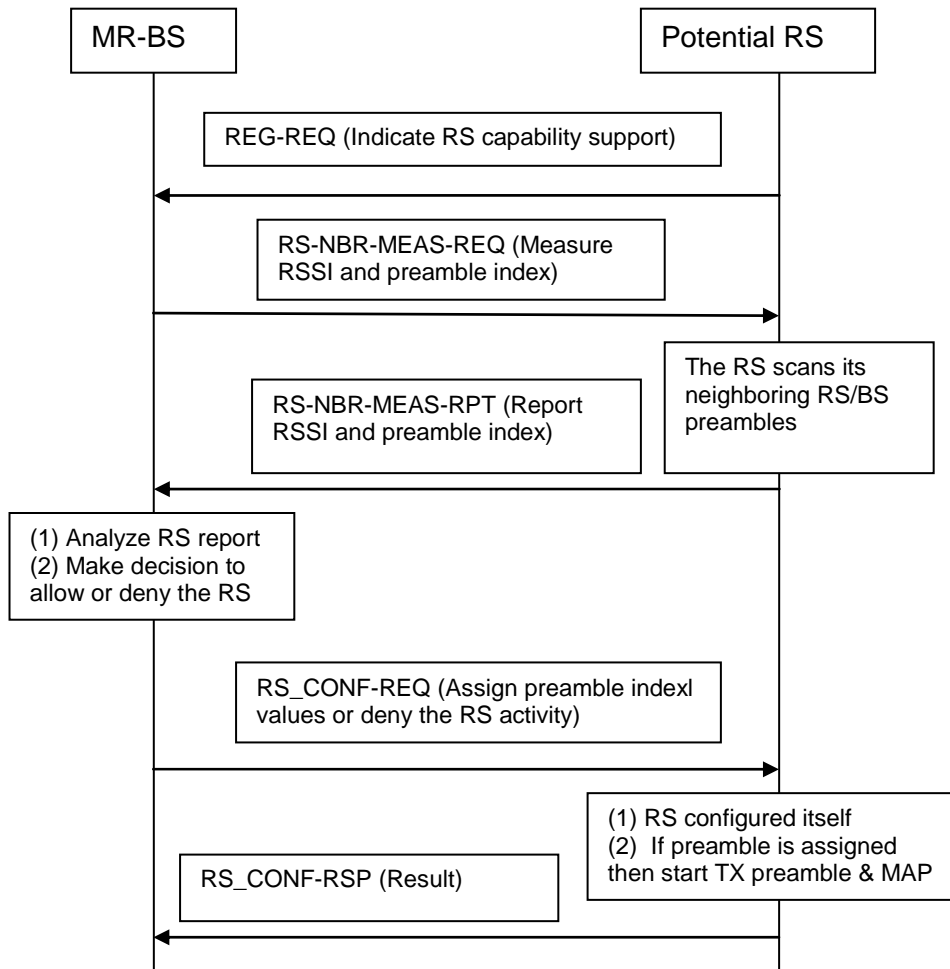 MR-BS
Potential RS
REG-REQ (Indicate RS capability support)
RS-NBR-MEAS-REQ (Measure
RSSI and preamble index)
The RS scans its
neighboring RS/BS
preambles
RS-NBR-MEAS-RPT (Report
RSSI and preamble index)
(1) Analyze RS report
(2) Make decision to
allow or deny the RS
RS_CONF-REQ (Assign preamble indexl
values or deny the RS activity)
(1) RS configured itself
(2) If preamble is assigned
then start TX preamble & MAP
RS_CONF-RSP (Result)